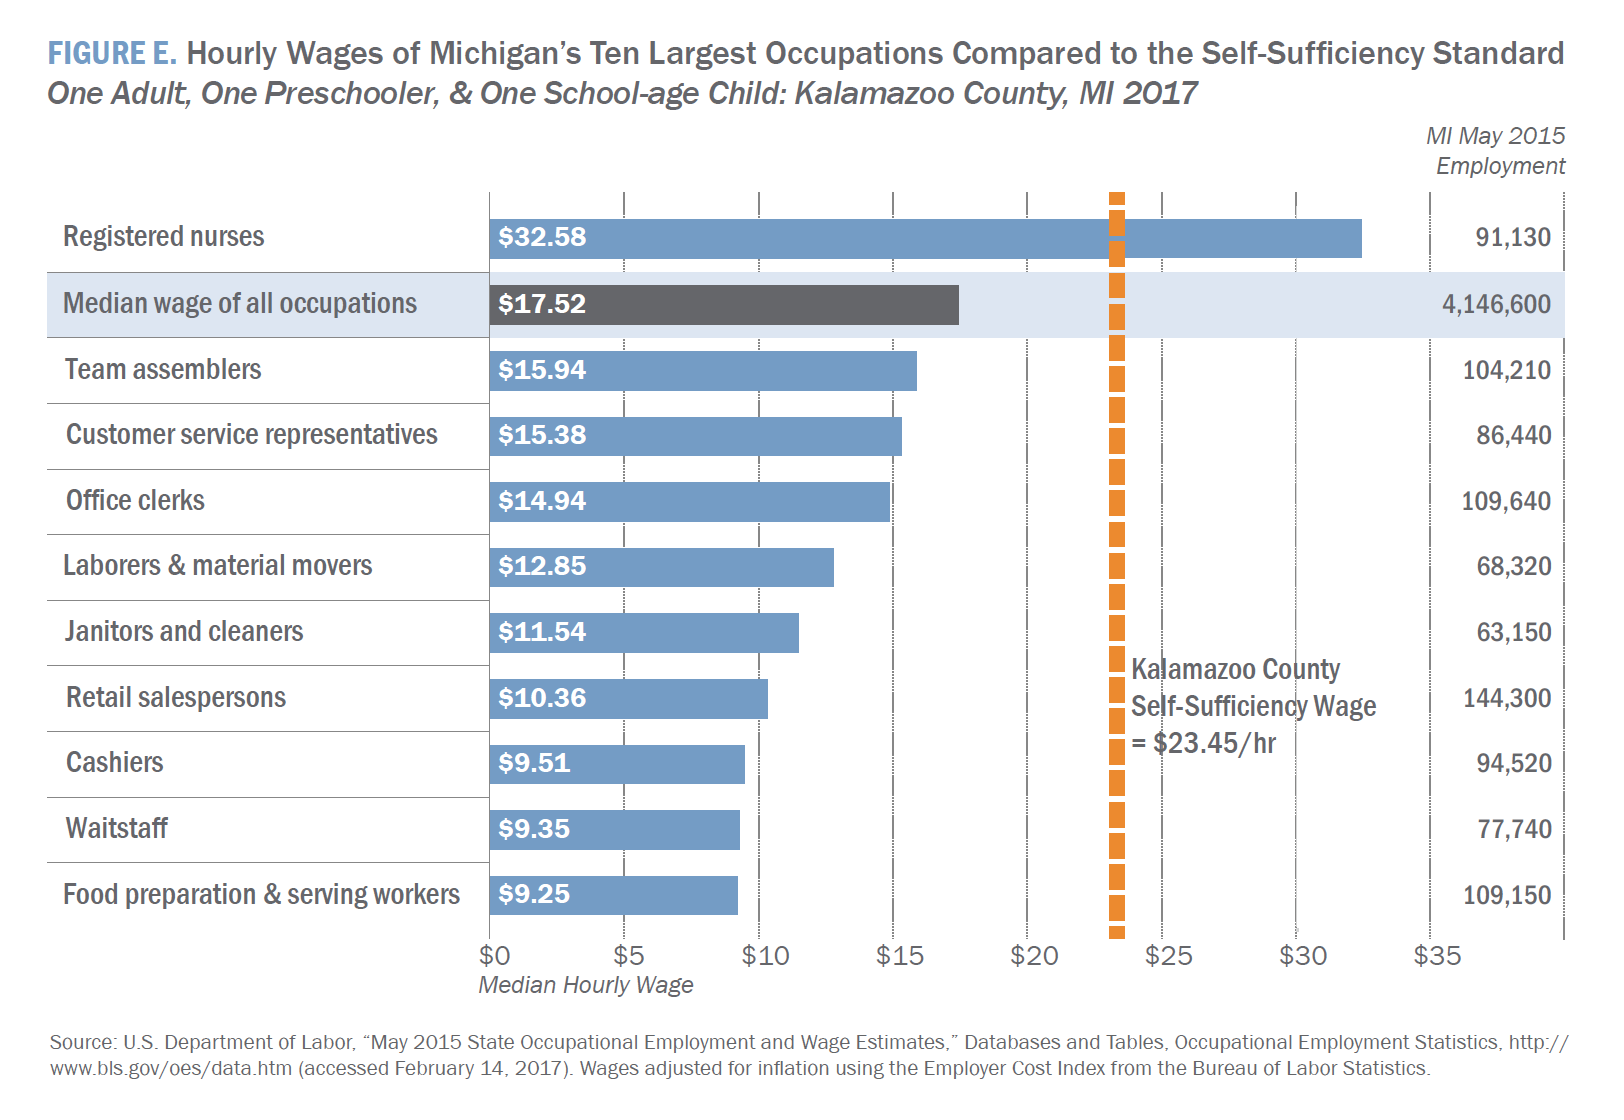 FIGURE E. Hourly Wages of Michigan’s Ten Largest Occupations Compared to the Self-Sufficiency Standard
One Adult, One Preschooler, & One School-age Child: Kalamazoo County, MI 2017
MI May 2015
Employment
Registered nurses $32.58 91,130
Median wage of all occupations $17.52 4,146,600
Team assemblers $15.94 104,210
Customer service representatives $15.38 86,440
Office clerks $14.94 109,640
Laborers & material movers $12.85 68,320
Janitors and cleaners $11.54 63,150
Kalamazoo County
Retail salespersons $10.36 144,300
Self-Sufficiency Wage
= $23.45/hr
Cashiers $9.51 94,520
Waitstaff $9.35 77,740
Food preparation & serving workers $9.25 109,150
$0 $5 $10 $15 $20 $25 $30 $35
Median Hourly Wage
Source: U.S. Department of Labor, “May 2015 State Occupational Employment and Wage Estimates,” Databases and Tables, Occupational Employment Statistics, http://
www.bls.gov/oes/data.htm (accessed February 14, 2017). Wages adjusted for inflation using the Employer Cost Index from the Bureau of Labor Statistics.